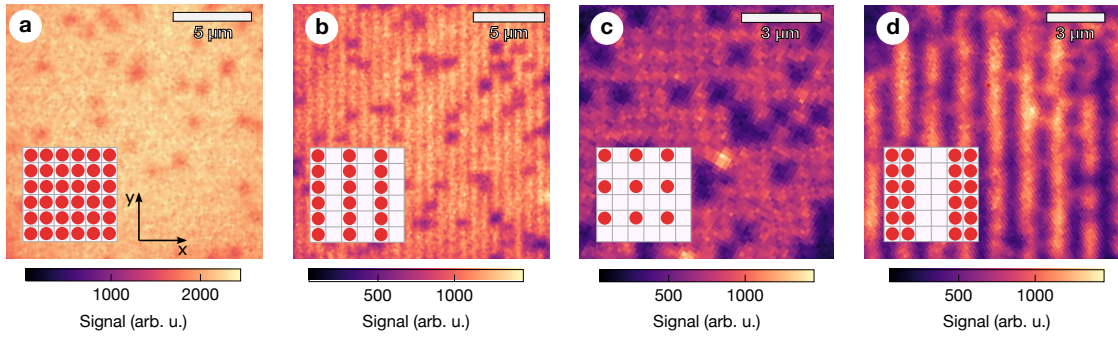 a
5 µm
y
x
1000 2000
Signal (arb. u.)
b
5 µm
500 1000
Signal (arb. u.)
c
3 µm
500 1000
Signal (arb. u.)
d
3 µm
500 1000
Signal (arb. u.)